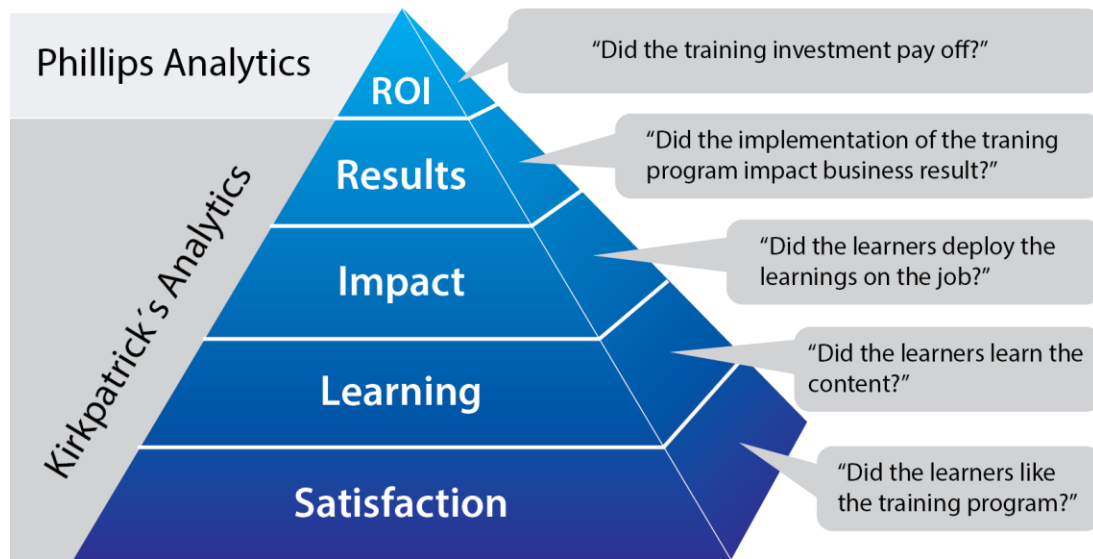 Phillips Analytics
ROI
“Did the training investment pay off?”
Results
“Did the implementation of the traning
program impact business result?”
Kirkpatrick´s Analytics
Impact
“Did the learners deploy the
learnings on the job?”
Learning
“Did the learners learn the
content?”
Satisfaction
“Did the learners like
the training program?”